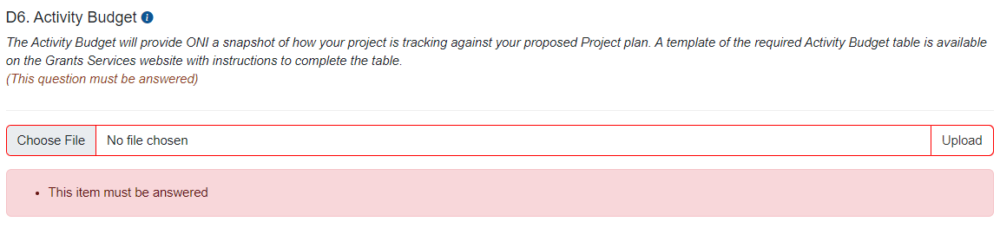 D6. Activity Budget i
The Activity Budget will provide ONI a snapshot of how your project is tracking against your proposed Project plan. A template of the required Activity Budget table is available
on the Grants Services website with instructions to complete the table.
(This question must be answered)
Choose File No file chosen Upload
• This item must be answered